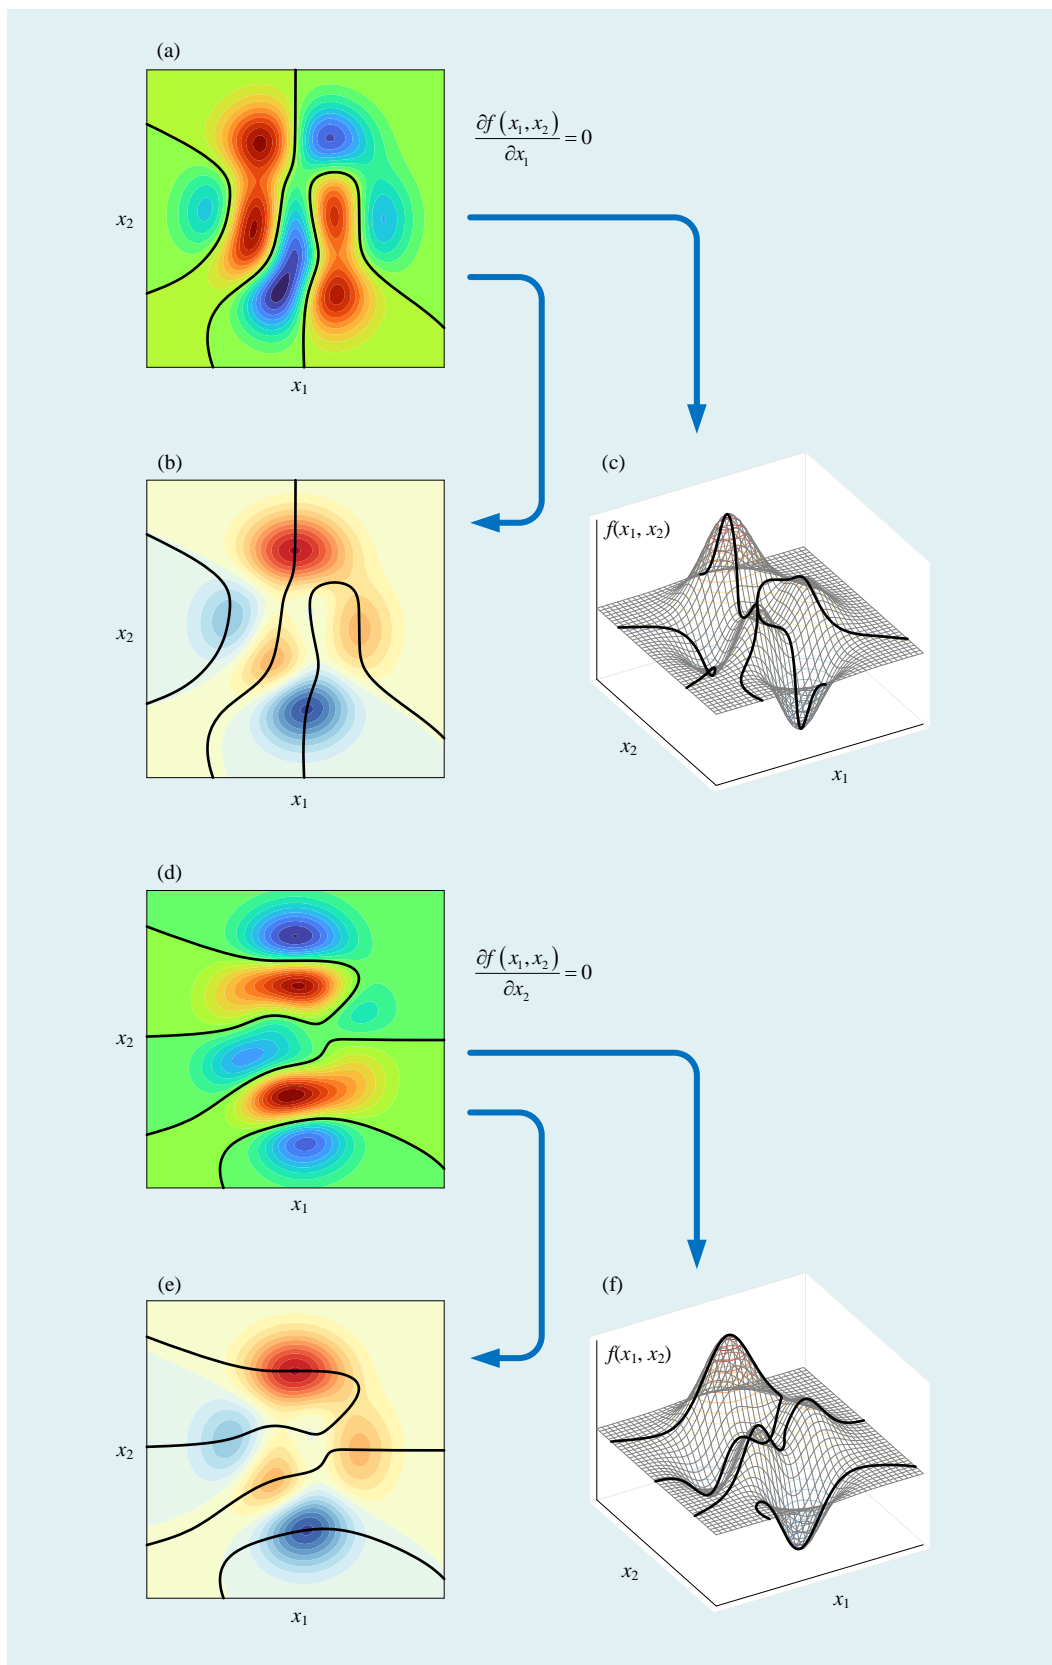 (a)
∂f(x₁, x₂)
∂x₁ = 0
x₂
x₁
(b)
(c)
f(x₁, x₂)
x₂
x₁
x₂
x₁
(d)
∂f(x₁, x₂)
∂x₂ = 0
x₂
x₁
(e)
(f)
f(x₁, x₂)
x₂
x₁
x₂
x₁